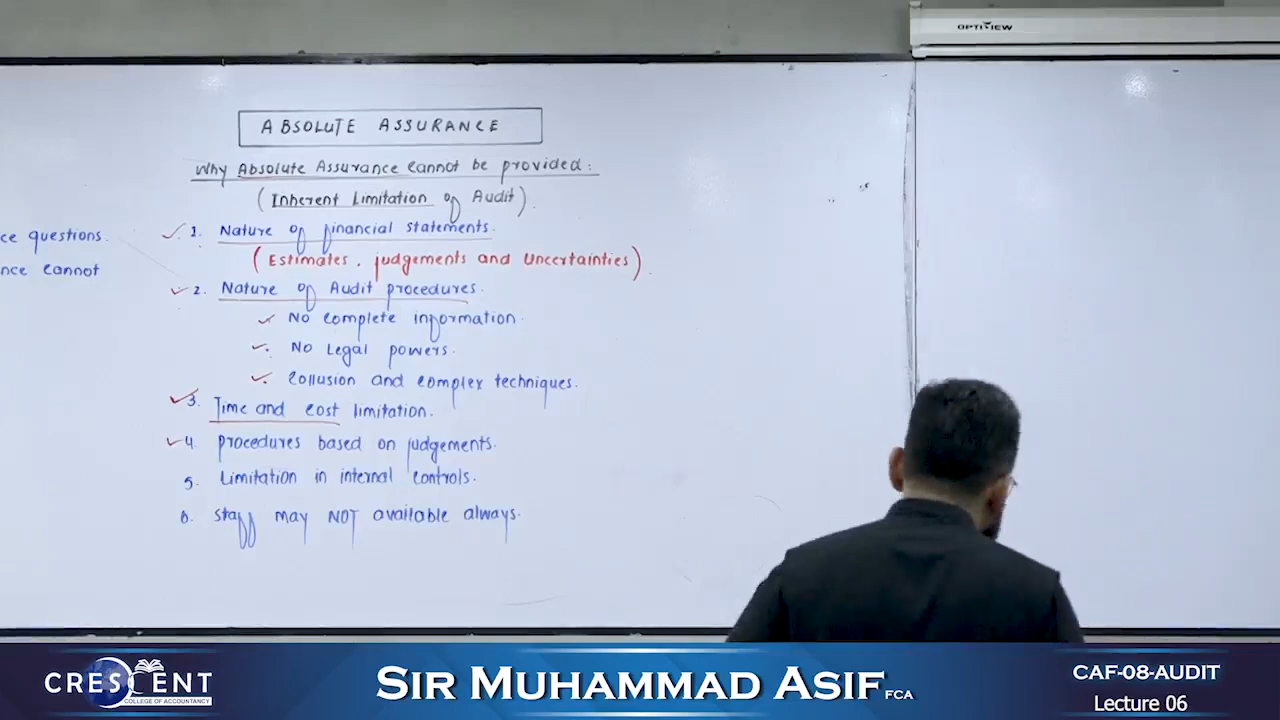 OPTIVIEW
ABSOLUTE ASSURANCE
Why Absolute Assurance cannot be provided:
(Inherent Limitation of Audit).
ce questions.
nce cannot
1. Nature of financial statements.
(Estimates, judgements and Uncertainties).
2. Nature of Audit procedures.
No complete information.
No Legal powers.
Collusion and complex techniques.
3. Time and cost limitation.
4. procedures based on judgements.
5. Limitation in internal controls.
6. Staff may NOT available always.
CRESCENT
COLLEGE OF ACCOUNTANCY
SIR MUHAMMAD ASIF FCA
CAF-08-AUDIT
Lecture 06